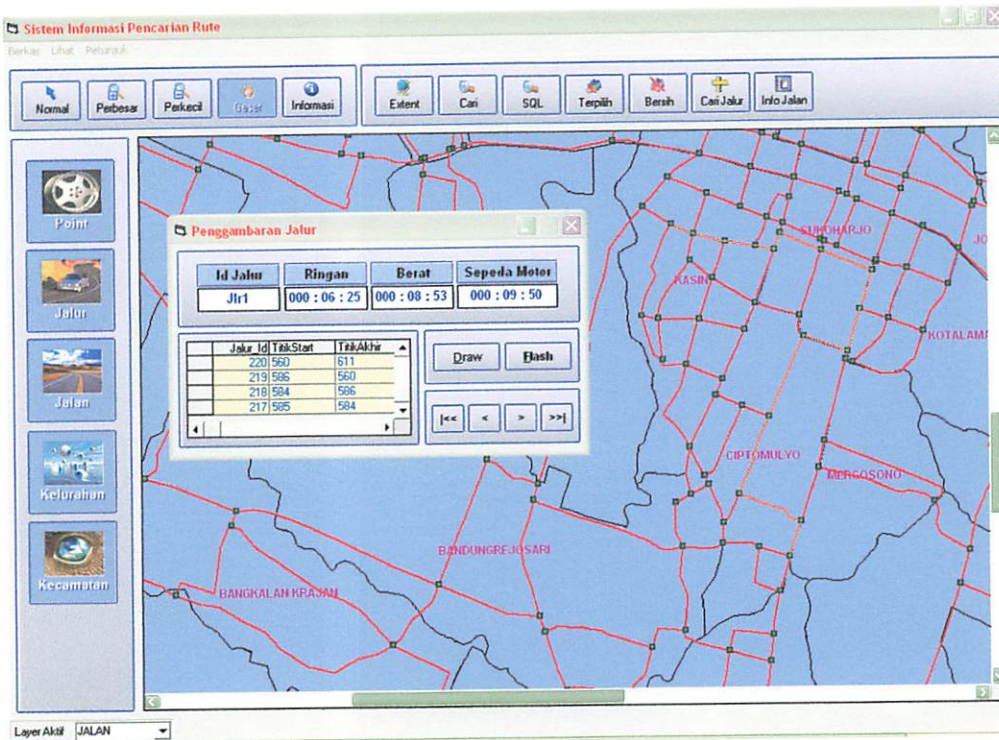 Sistem Informasi Pencarian Rute
Berkas Lihat Petunjuk
Normal Perbesar Perkecil Geser Informasi Extent Cari SQL Terpilih Bersih Cari Jalur Info Jalan
Point
Jalur
Jalan
Kelurahan
Kecamatan
SUKOHARJO
JO
KASIN
KOTALAMA
CIPTOMULYO
MERGOSONO
BANDUNGREJOSARI
BANGKALAN KRAJAN
Penggambaran Jalur
Id Jalur Ringan Berat Sepeda Motor
Jlr1 000 : 06 : 25 000 : 08 : 53 000 : 09 : 50
Jalur_Id TitikStart TitikAkhir
220 560 611
219 586 560
218 584 586
217 585 584
Draw Flash
|<< < > >>|
Layer Aktif JALAN